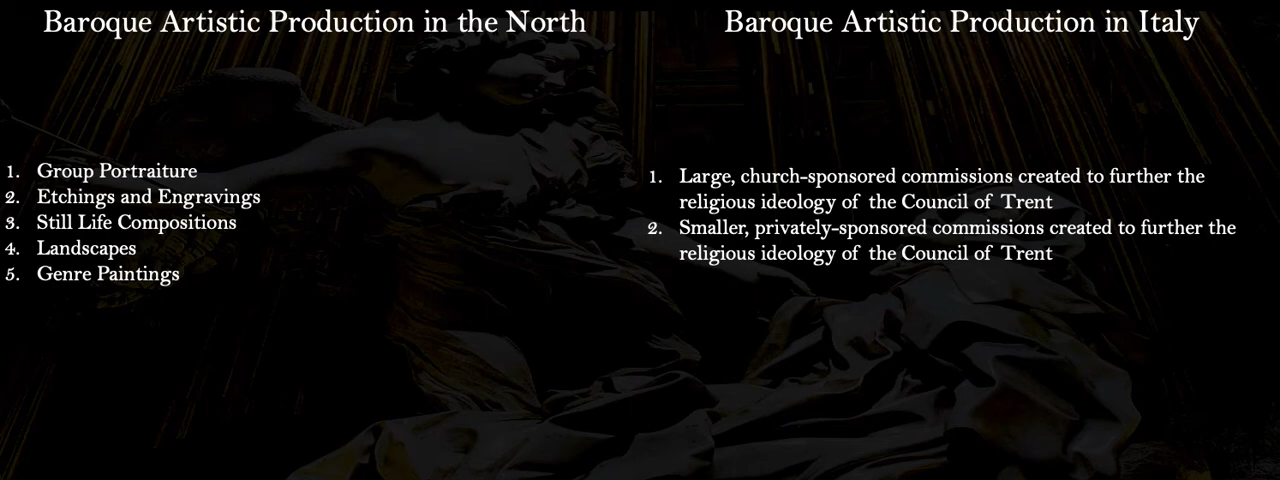 Baroque Artistic Production in the North
1. Group Portraiture
2. Etchings and Engravings
3. Still Life Compositions
4. Landscapes
5. Genre Paintings
Baroque Artistic Production in Italy
1. Large, church-sponsored commissions created to further the
religious ideology of the Council of Trent
2. Smaller, privately-sponsored commissions created to further the
religious ideology of the Council of Trent